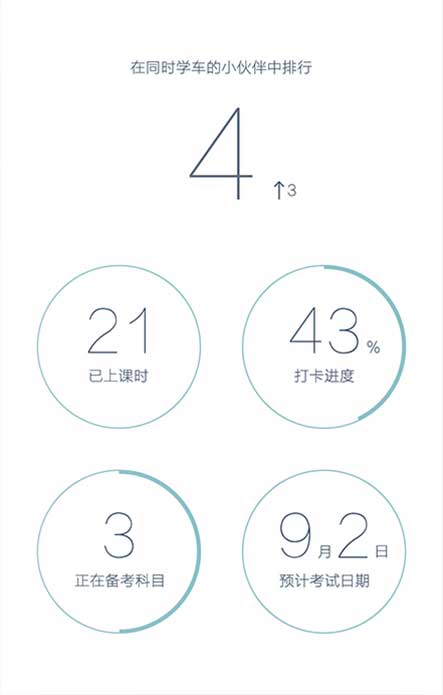 在同时学车的小伙伴中排行
4 ↑3
21
已上课时
43%
打卡进度
3
正在备考科目
9月2日
预计考试日期